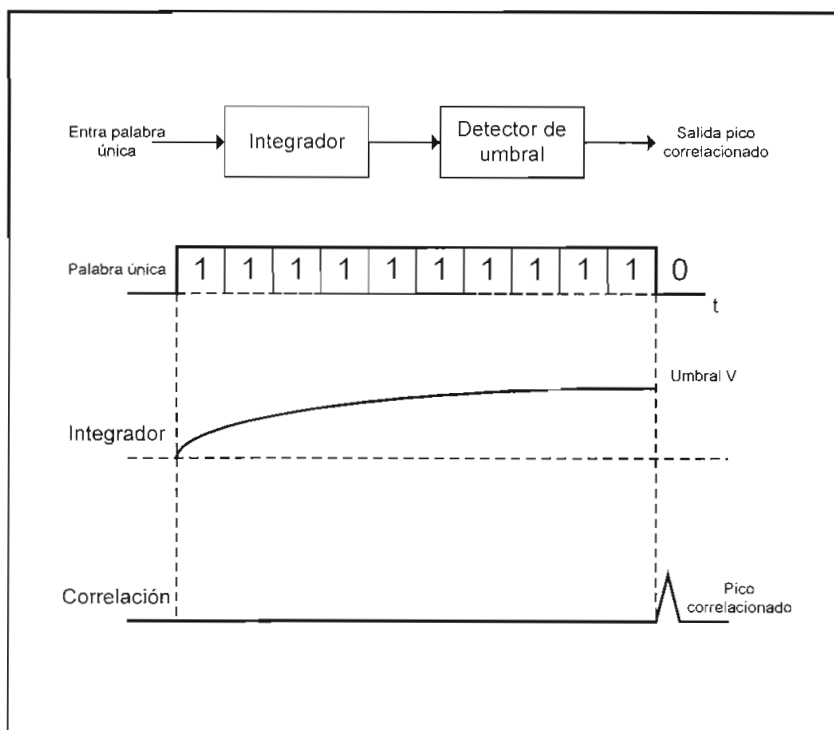 Entra palabra
única
Integrador
Detector de
umbral
Salida pico
correlacionado
Palabra única
1 1 1 1 1 1 1 1 1 1 0
t
Umbral V
Integrador
Correlación
Pico
correlacionado